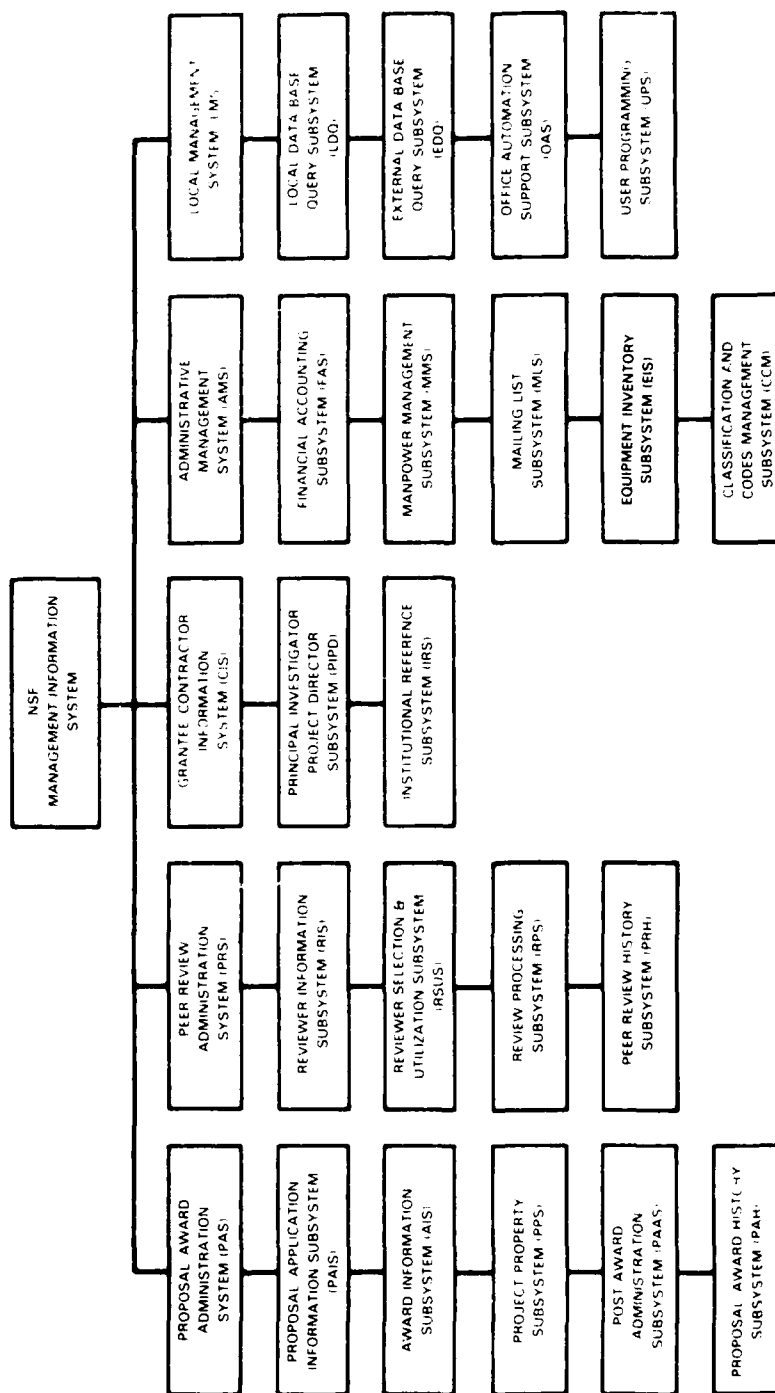 NSF
MANAGEMENT INFORMATION
SYSTEM
PROPOSAL AWARD
ADMINISTRATION
SYSTEM (PAS)
PROPOSAL APPLICATION
INFORMATION SUBSYSTEM
(PAIS)
AWARD INFORMATION
SUBSYSTEM (AIS)
PROJECT PROPERTY
SUBSYSTEM (PPS)
POST AWARD
ADMINISTRATION
SUBSYSTEM (PAAS)
PROPOSAL AWARD HISTORY
SUBSYSTEM (PAH)
PEER REVIEW
ADMINISTRATION
SYSTEM (PRS)
REVIEWER INFORMATION
SUBSYSTEM (RIS)
REVIEWER SELECTION &
UTILIZATION SUBSYSTEM
(RSUS)
REVIEW PROCESSING
SUBSYSTEM (RPS)
PEER REVIEW HISTORY
SUBSYSTEM (PRH)
GRANTEE CONTRACTOR
INFORMATION
SYSTEM (CIS)
PRINCIPAL INVESTIGATOR
PROJECT DIRECTOR
SUBSYSTEM (PIPD)
INSTITUTIONAL REFERENCE
SUBSYSTEM (IRS)
ADMINISTRATIVE
MANAGEMENT
SYSTEM (AMS)
FINANCIAL ACCOUNTING
SUBSYSTEM (FAS)
MANPOWER MANAGEMENT
SUBSYSTEM (MMS)
MAILING LIST
SUBSYSTEM (MLS)
EQUIPMENT INVENTORY
SUBSYSTEM (EIS)
CLASSIFICATION AND
CODES MANAGEMENT
SUBSYSTEM (CCM)
LOCAL MANAGEMENT
SYSTEM (LMS)
LOCAL DATA BASE
QUERY SUBSYSTEM
(LDQ)
EXTERNAL DATA BASE
QUERY SUBSYSTEM
(EDQ)
OFFICE AUTOMATION
SUPPORT SUBSYSTEM
(OAS)
USER PROGRAMMING
SUBSYSTEM (UPS)